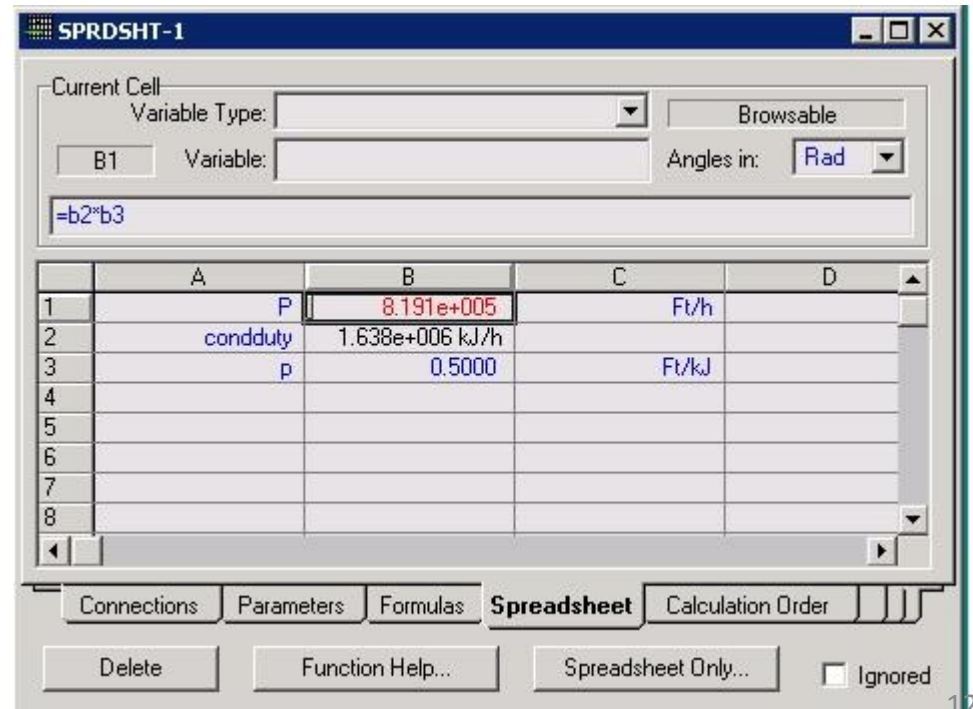 SPRDSHT-1
Current Cell
Variable Type: Browsable
B1 Variable: Angles in: Rad
=b2*b3
A B C D
1 P 8.191e+005 Ft/h
2 condduty 1.638e+006 kJ/h
3 p 0.5000 Ft/kJ
4
5
6
7
8
Connections Parameters Formulas Spreadsheet Calculation Order
Delete Function Help... Spreadsheet Only... Ignored
12